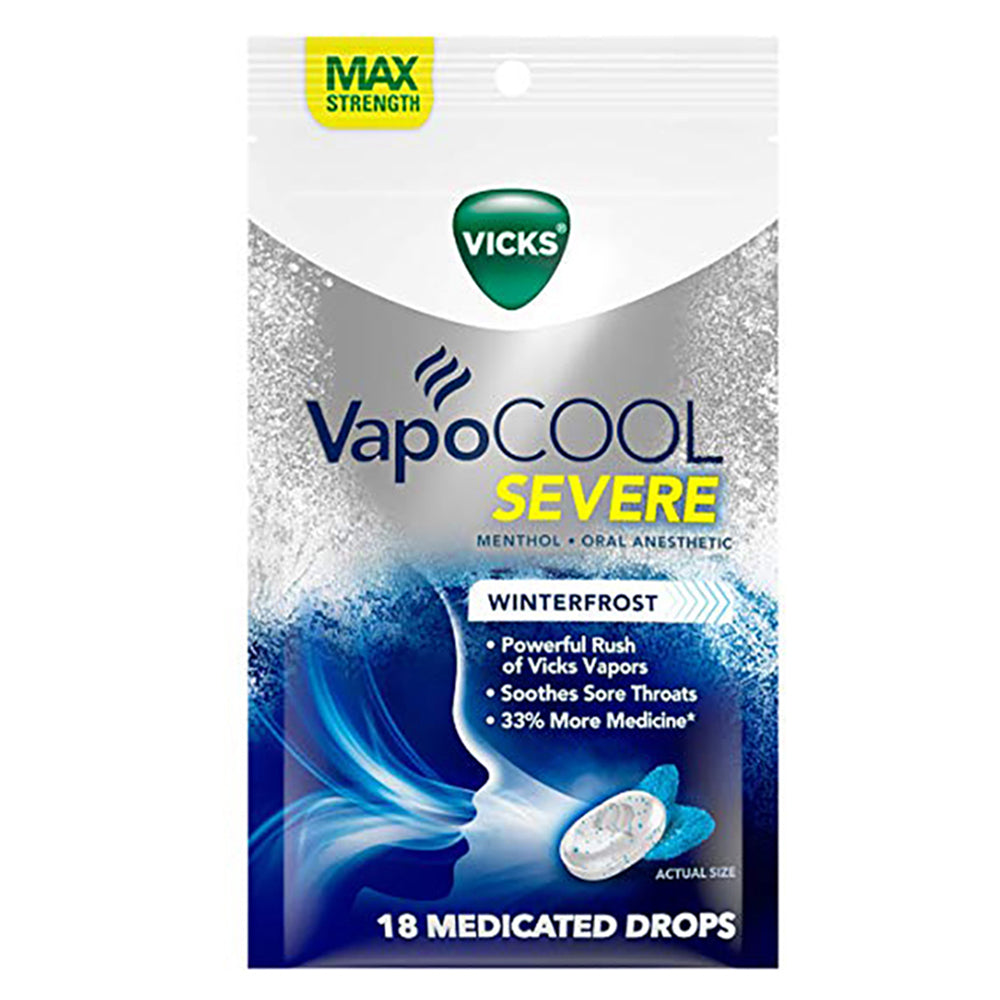 MAX
STRENGTH
VICKS®
VapoCOOL
SEVERE
MENTHOL • ORAL ANESTHETIC
WINTERFROST
• Powerful Rush
of Vicks Vapors
• Soothes Sore Throats
• 33% More Medicine*
ACTUAL SIZE
18 MEDICATED DROPS